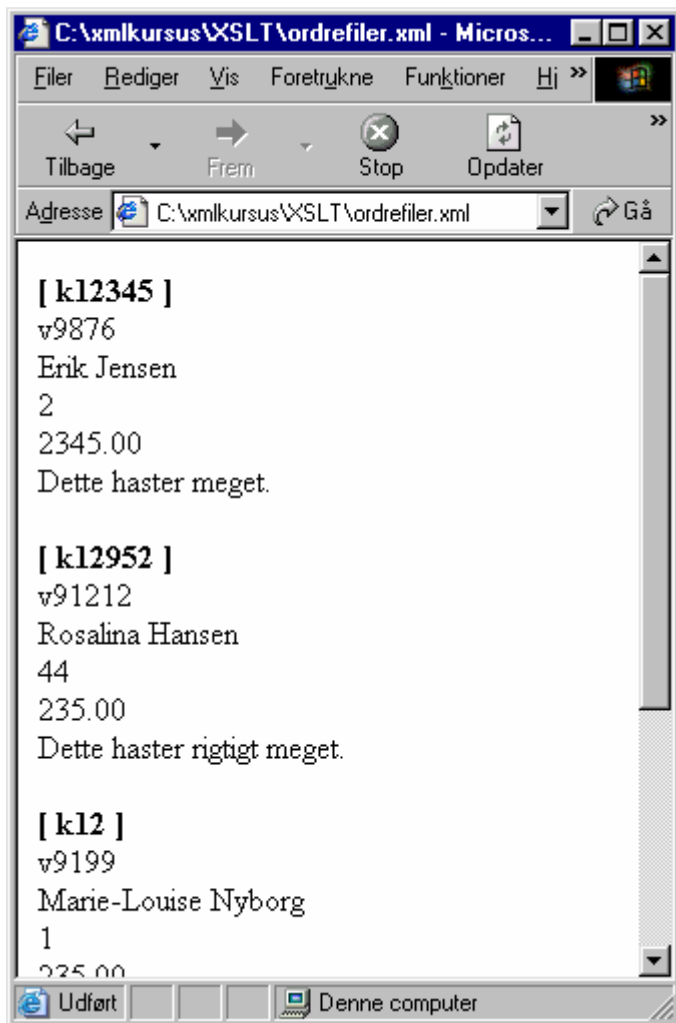 C:\xmlkursus\XSLT\ordrefiler.xml - Micros...
Filer Rediger Vis Foretrukne Funktioner Hj »
Tilbage Frem Stop Opdater »
Adresse C:\xmlkursus\XSLT\ordrefiler.xml Gå
[ k12345 ]
v9876
Erik Jensen
2
2345.00
Dette haster meget.
[ k12952 ]
v91212
Rosalina Hansen
44
235.00
Dette haster rigtigt meget.
[ k12 ]
v9199
Marie-Louise Nyborg
1
235.00
Udført Denne computer